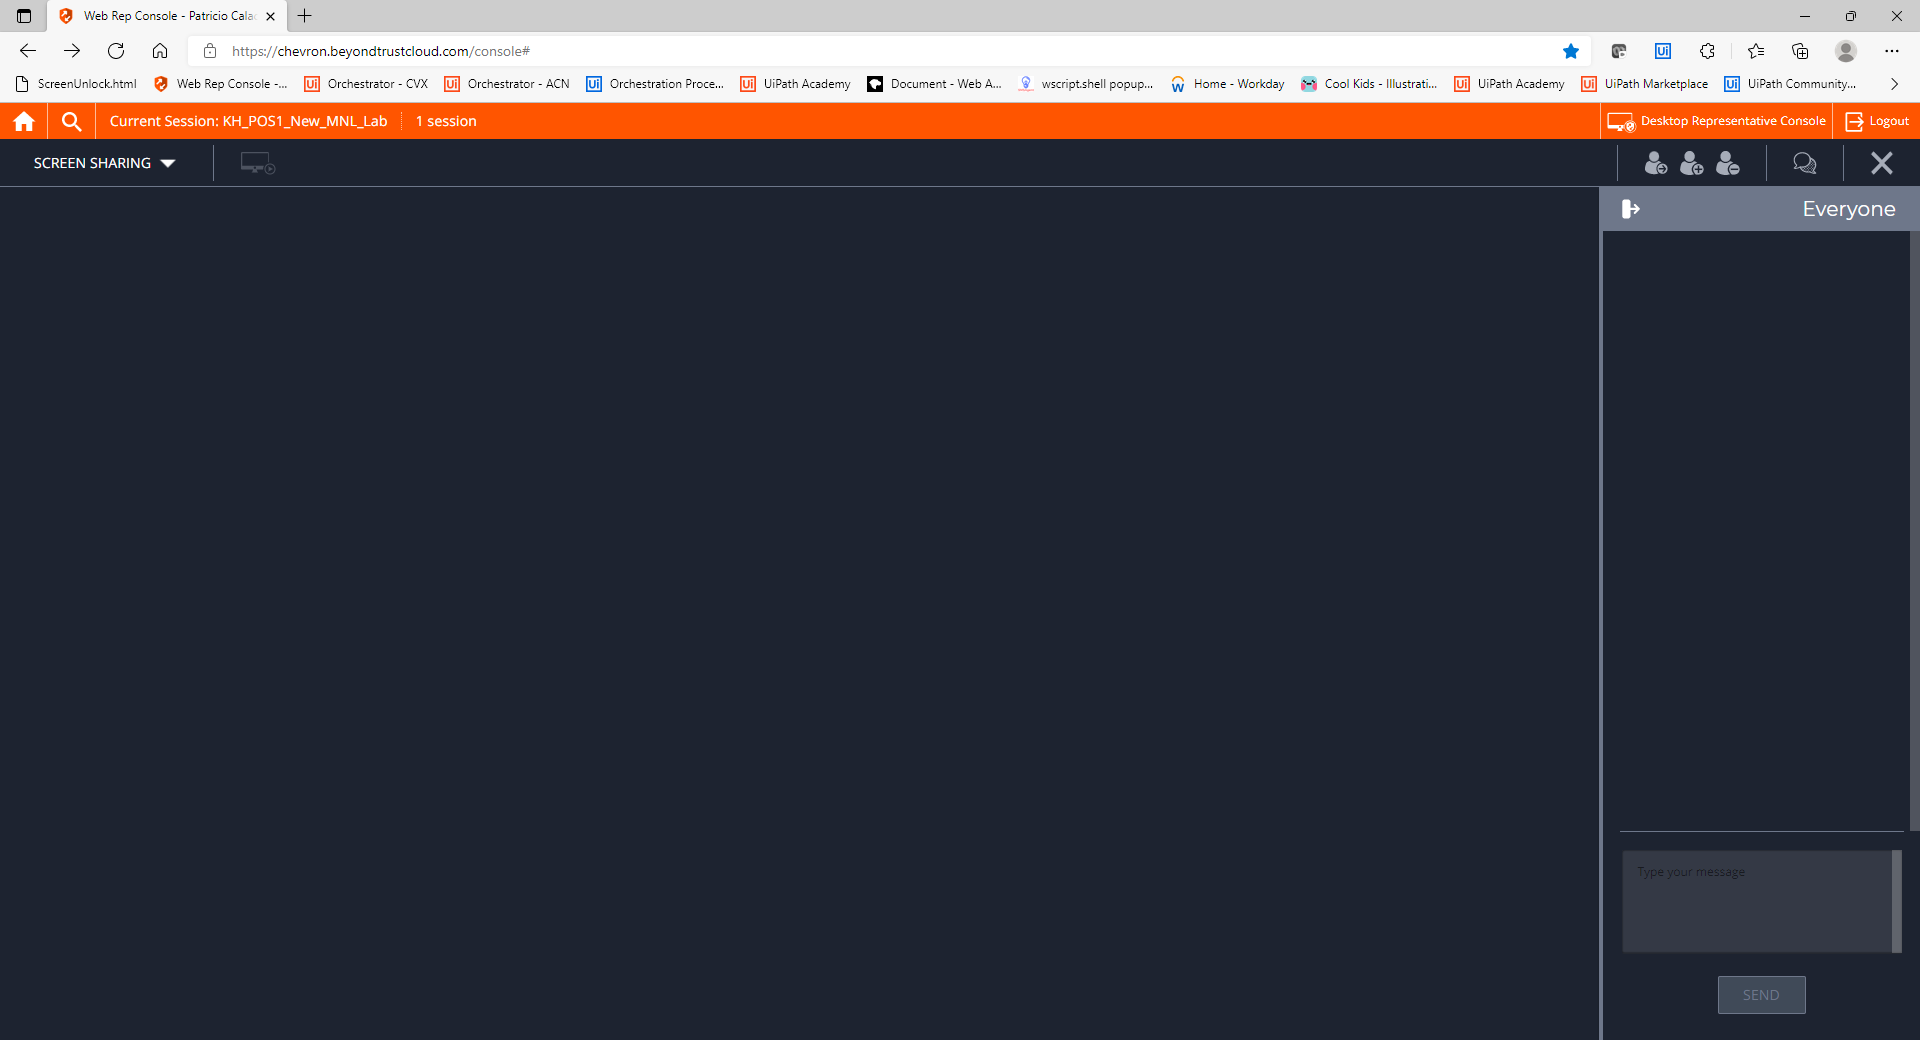 Web Rep Console - Patricio Cala
https://chevron.beyondtrustcloud.com/console#
ScreenUnlock.html
Web Rep Console -...
Orchestrator - CVX
Orchestrator - ACN
Orchestration Proce...
UiPath Academy
Document - Web A...
wscript.shell popup...
Home - Workday
Cool Kids - Illustrati...
UiPath Academy
UiPath Marketplace
UiPath Community...
Current Session: KH_POS1_New_MNL_Lab
1 session
Desktop Representative Console
Logout
SCREEN SHARING
Everyone
Type your message
SEND